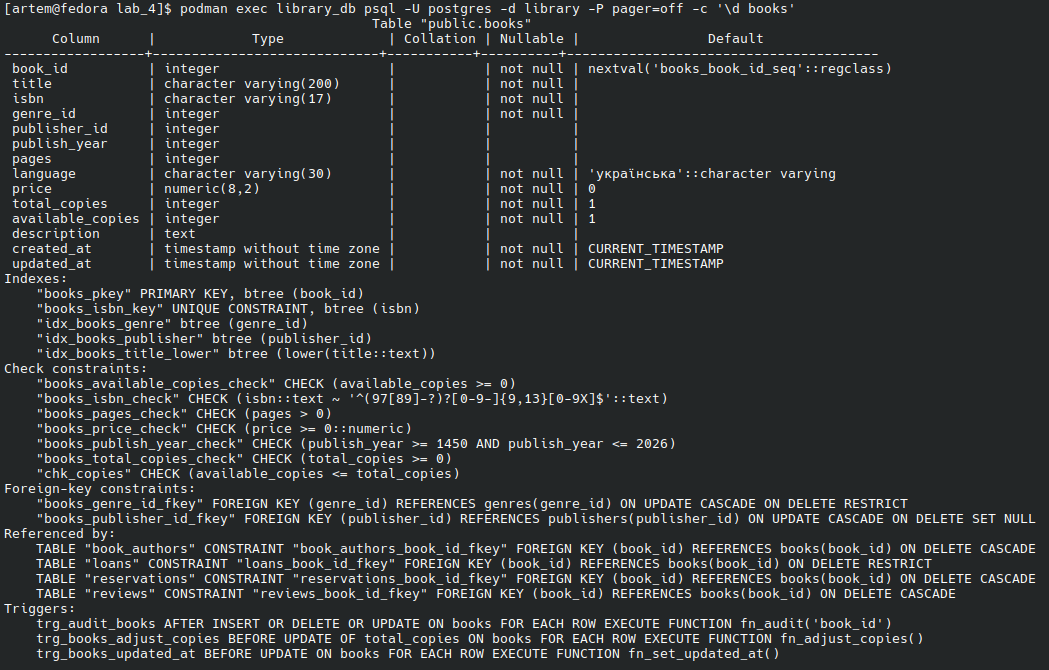 [artem@fedora lab_4]$ podman exec library_db psql -U postgres -d library -P pager=off -c '\d books'
                                              Table "public.books"
      Column      |            Type             | Collation | Nullable |                Default
------------------+-----------------------------+-----------+----------+----------------------------------------
 book_id          | integer                     |           | not null | nextval('books_book_id_seq'::regclass)
 title            | character varying(200)      |           | not null |
 isbn             | character varying(17)       |           | not null |
 genre_id         | integer                     |           | not null |
 publisher_id     | integer                     |           |          |
 publish_year     | integer                     |           |          |
 pages            | integer                     |           |          |
 language         | character varying(30)       |           | not null | 'українська'::character varying
 price            | numeric(8,2)                |           | not null | 0
 total_copies     | integer                     |           | not null | 1
 available_copies | integer                     |           | not null | 1
 description      | text                        |           |          |
 created_at       | timestamp without time zone |           | not null | CURRENT_TIMESTAMP
 updated_at       | timestamp without time zone |           | not null | CURRENT_TIMESTAMP
Indexes:
    "books_pkey" PRIMARY KEY, btree (book_id)
    "books_isbn_key" UNIQUE CONSTRAINT, btree (isbn)
    "idx_books_genre" btree (genre_id)
    "idx_books_publisher" btree (publisher_id)
    "idx_books_title_lower" btree (lower(title::text))
Check constraints:
    "books_available_copies_check" CHECK (available_copies >= 0)
    "books_isbn_check" CHECK (isbn::text ~ '^(97[89]-?)?[0-9-]{9,13}[0-9X]$'::text)
    "books_pages_check" CHECK (pages > 0)
    "books_price_check" CHECK (price >= 0::numeric)
    "books_publish_year_check" CHECK (publish_year >= 1450 AND publish_year <= 2026)
    "books_total_copies_check" CHECK (total_copies >= 0)
    "chk_copies" CHECK (available_copies <= total_copies)
Foreign-key constraints:
    "books_genre_id_fkey" FOREIGN KEY (genre_id) REFERENCES genres(genre_id) ON UPDATE CASCADE ON DELETE RESTRICT
    "books_publisher_id_fkey" FOREIGN KEY (publisher_id) REFERENCES publishers(publisher_id) ON UPDATE CASCADE ON DELETE SET NULL
Referenced by:
    TABLE "book_authors" CONSTRAINT "book_authors_book_id_fkey" FOREIGN KEY (book_id) REFERENCES books(book_id) ON DELETE CASCADE
    TABLE "loans" CONSTRAINT "loans_book_id_fkey" FOREIGN KEY (book_id) REFERENCES books(book_id) ON DELETE RESTRICT
    TABLE "reservations" CONSTRAINT "reservations_book_id_fkey" FOREIGN KEY (book_id) REFERENCES books(book_id) ON DELETE CASCADE
    TABLE "reviews" CONSTRAINT "reviews_book_id_fkey" FOREIGN KEY (book_id) REFERENCES books(book_id) ON DELETE CASCADE
Triggers:
    trg_audit_books AFTER INSERT OR DELETE OR UPDATE ON books FOR EACH ROW EXECUTE FUNCTION fn_audit('book_id')
    trg_books_adjust_copies BEFORE UPDATE OF total_copies ON books FOR EACH ROW EXECUTE FUNCTION fn_adjust_copies()
    trg_books_updated_at BEFORE UPDATE ON books FOR EACH ROW EXECUTE FUNCTION fn_set_updated_at()